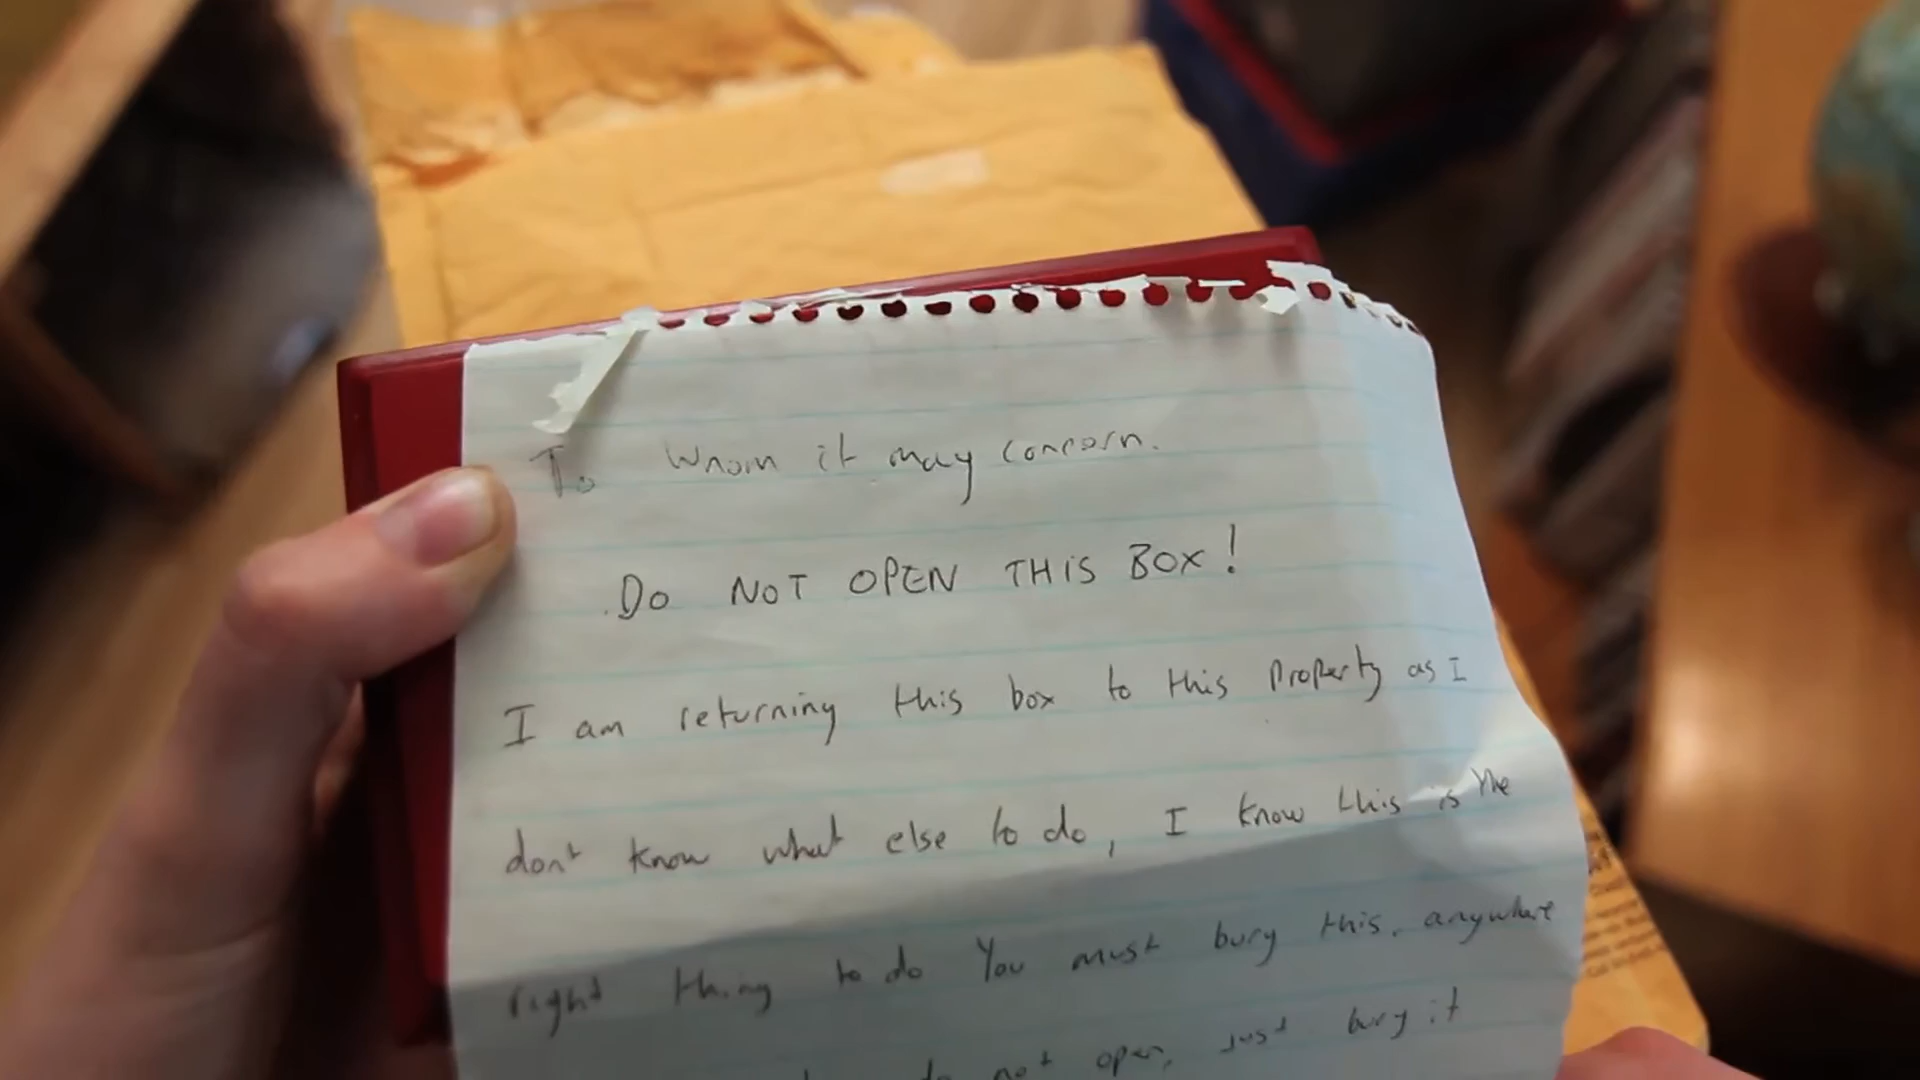 To Whom it may concern.
DO NOT OPEN THIS BOX!
I am returning this box to this property as I
don't know what else to do, I know this is the
right thing to do You must bury this, anywhere
do not open, just bury it